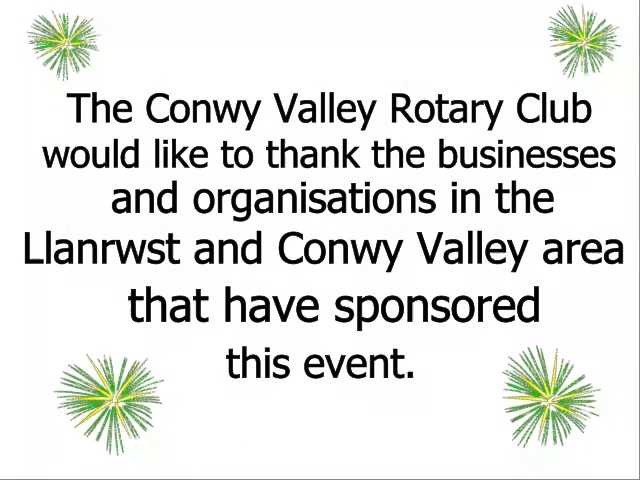 The Conwy Valley Rotary Club
would like to thank the businesses
and organisations in the
Llanrwst and Conwy Valley area
that have sponsored
this event.